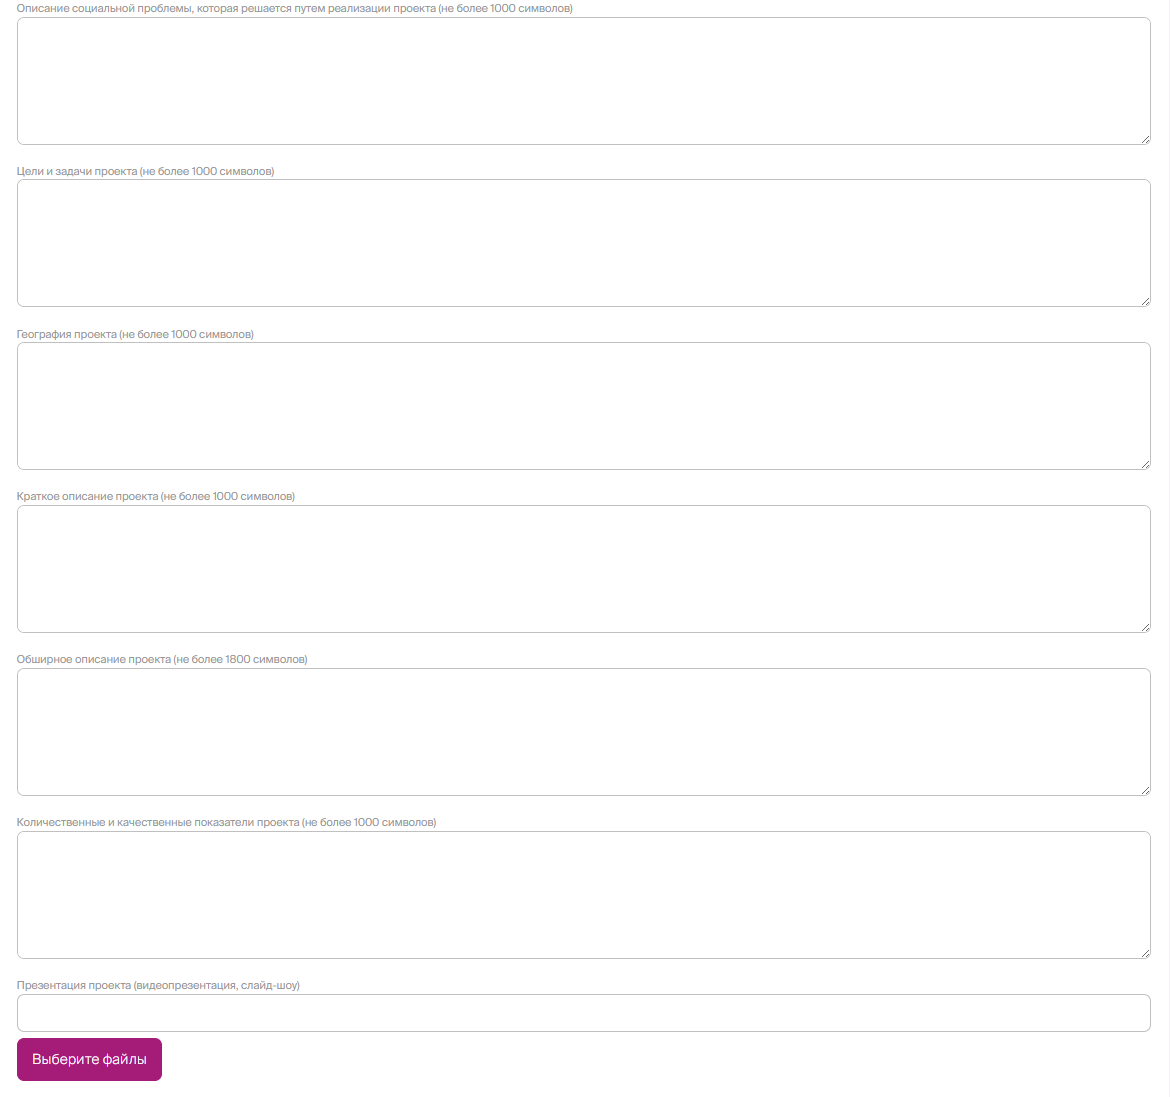 Описание социальной проблемы, которая решается путем реализации проекта (не более 1000 символов)
Цели и задачи проекта (не более 1000 символов)
География проекта (не более 1000 символов)
Краткое описание проекта (не более 1000 символов)
Обширное описание проекта (не более 1800 символов)
Количественные и качественные показатели проекта (не более 1000 символов)
Презентация проекта (видеопрезентация, слайд-шоу)
Выберите файлы